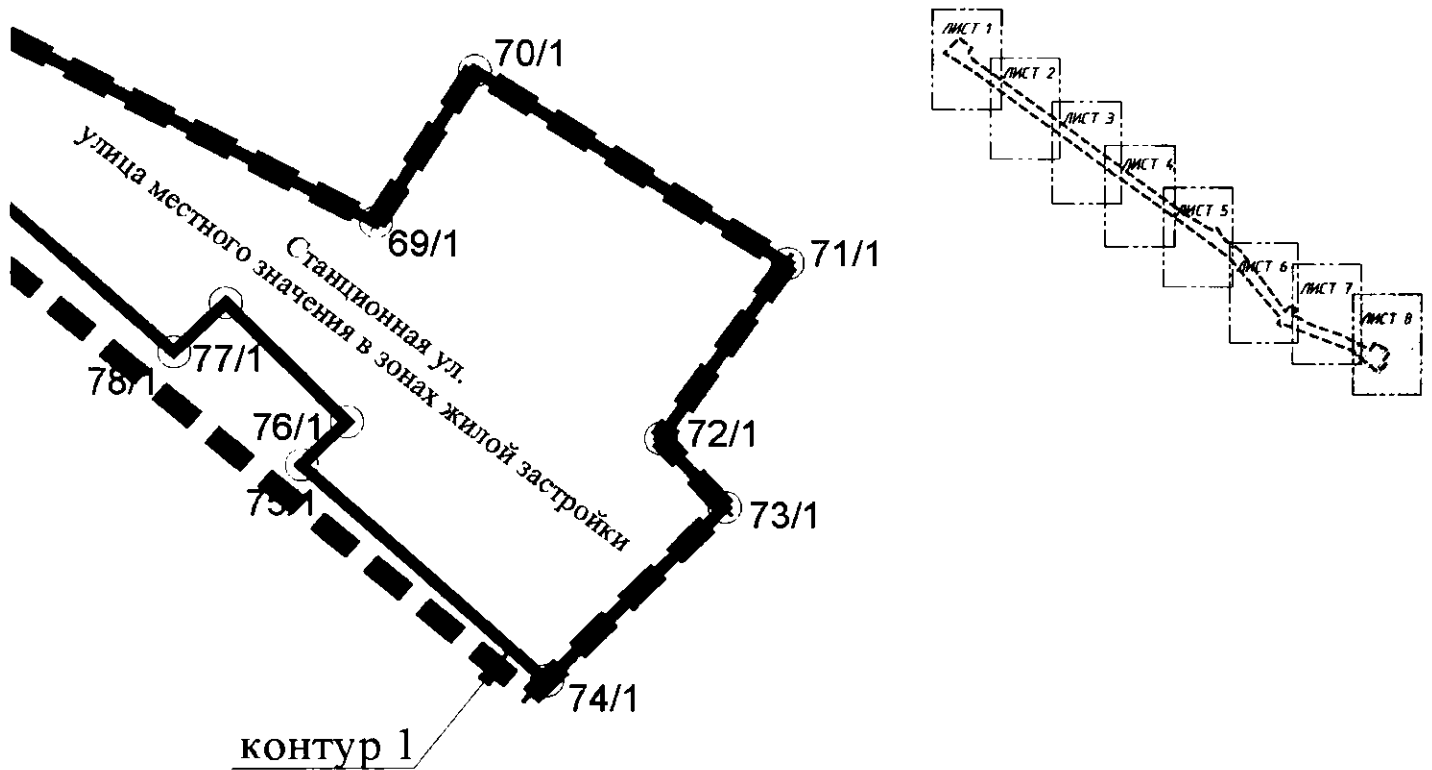 70/1
69/1
71/1
Станционная ул.
улица местного значения в зонах жилой застройки
77/1
78/1
76/1
75/1
72/1
73/1
74/1
контур 1
ЛИСТ 1
ЛИСТ 2
ЛИСТ 3
ЛИСТ 4
ЛИСТ 5
ЛИСТ 6
ЛИСТ 7
ЛИСТ 8